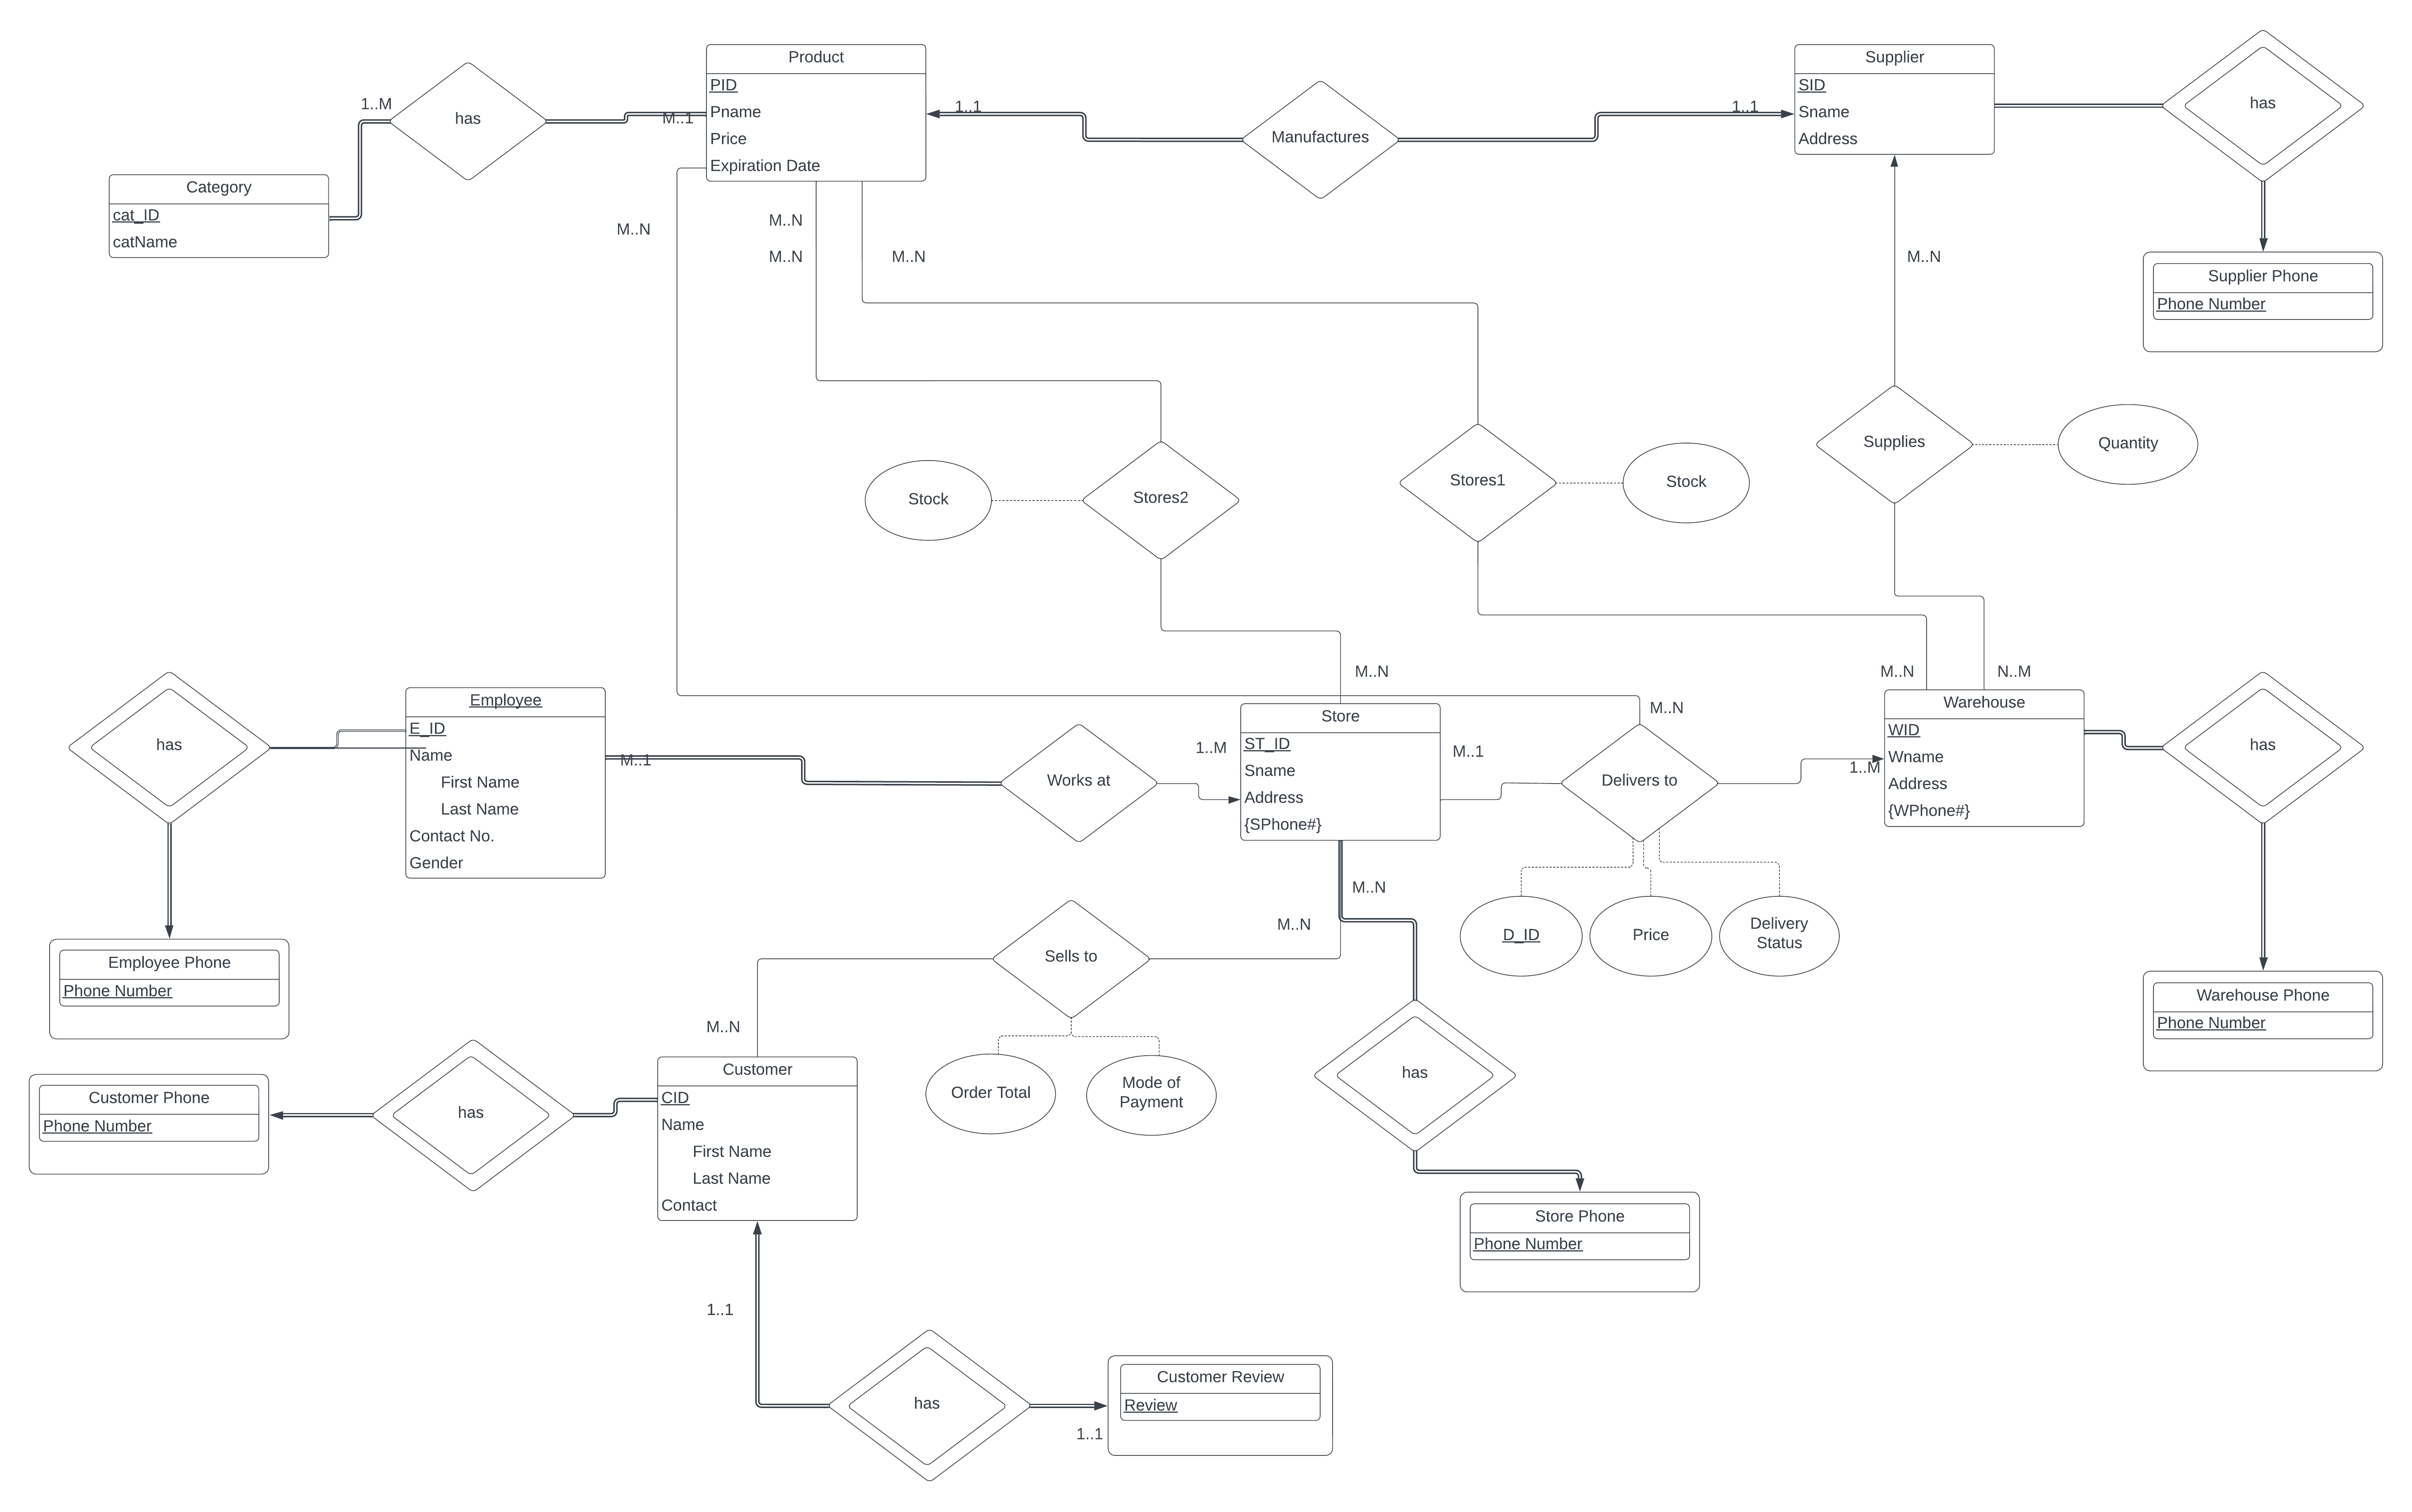 Product
PID
Pname
Price
Expiration Date
Supplier
SID
Sname
Address
has
1..M
M..1
has
1..1
Manufactures
1..1
has
Category
cat_ID
catName
M..N
M..N
M..N
M..N
M..N
Supplier Phone
Phone Number
Stock
Stores2
Stores1
Stock
Supplies
Quantity
M..N
M..N
N..M
has
Employee
E_ID
Name
First Name
Last Name
Contact No.
Gender
M..1
Works at
1..M
Store
ST_ID
Sname
Address
{SPhone#}
M..1
M..N
Delivers to
1..M
Warehouse
WID
Wname
Address
{WPhone#}
has
M..N
M..N
D_ID
Price
Delivery
Status
Employee Phone
Phone Number
Sells to
Warehouse Phone
Phone Number
M..N
Customer Phone
Phone Number
has
Customer
CID
Name
First Name
Last Name
Contact
Order Total
Mode of
Payment
has
Store Phone
Phone Number
1..1
has
Customer Review
Review
1..1